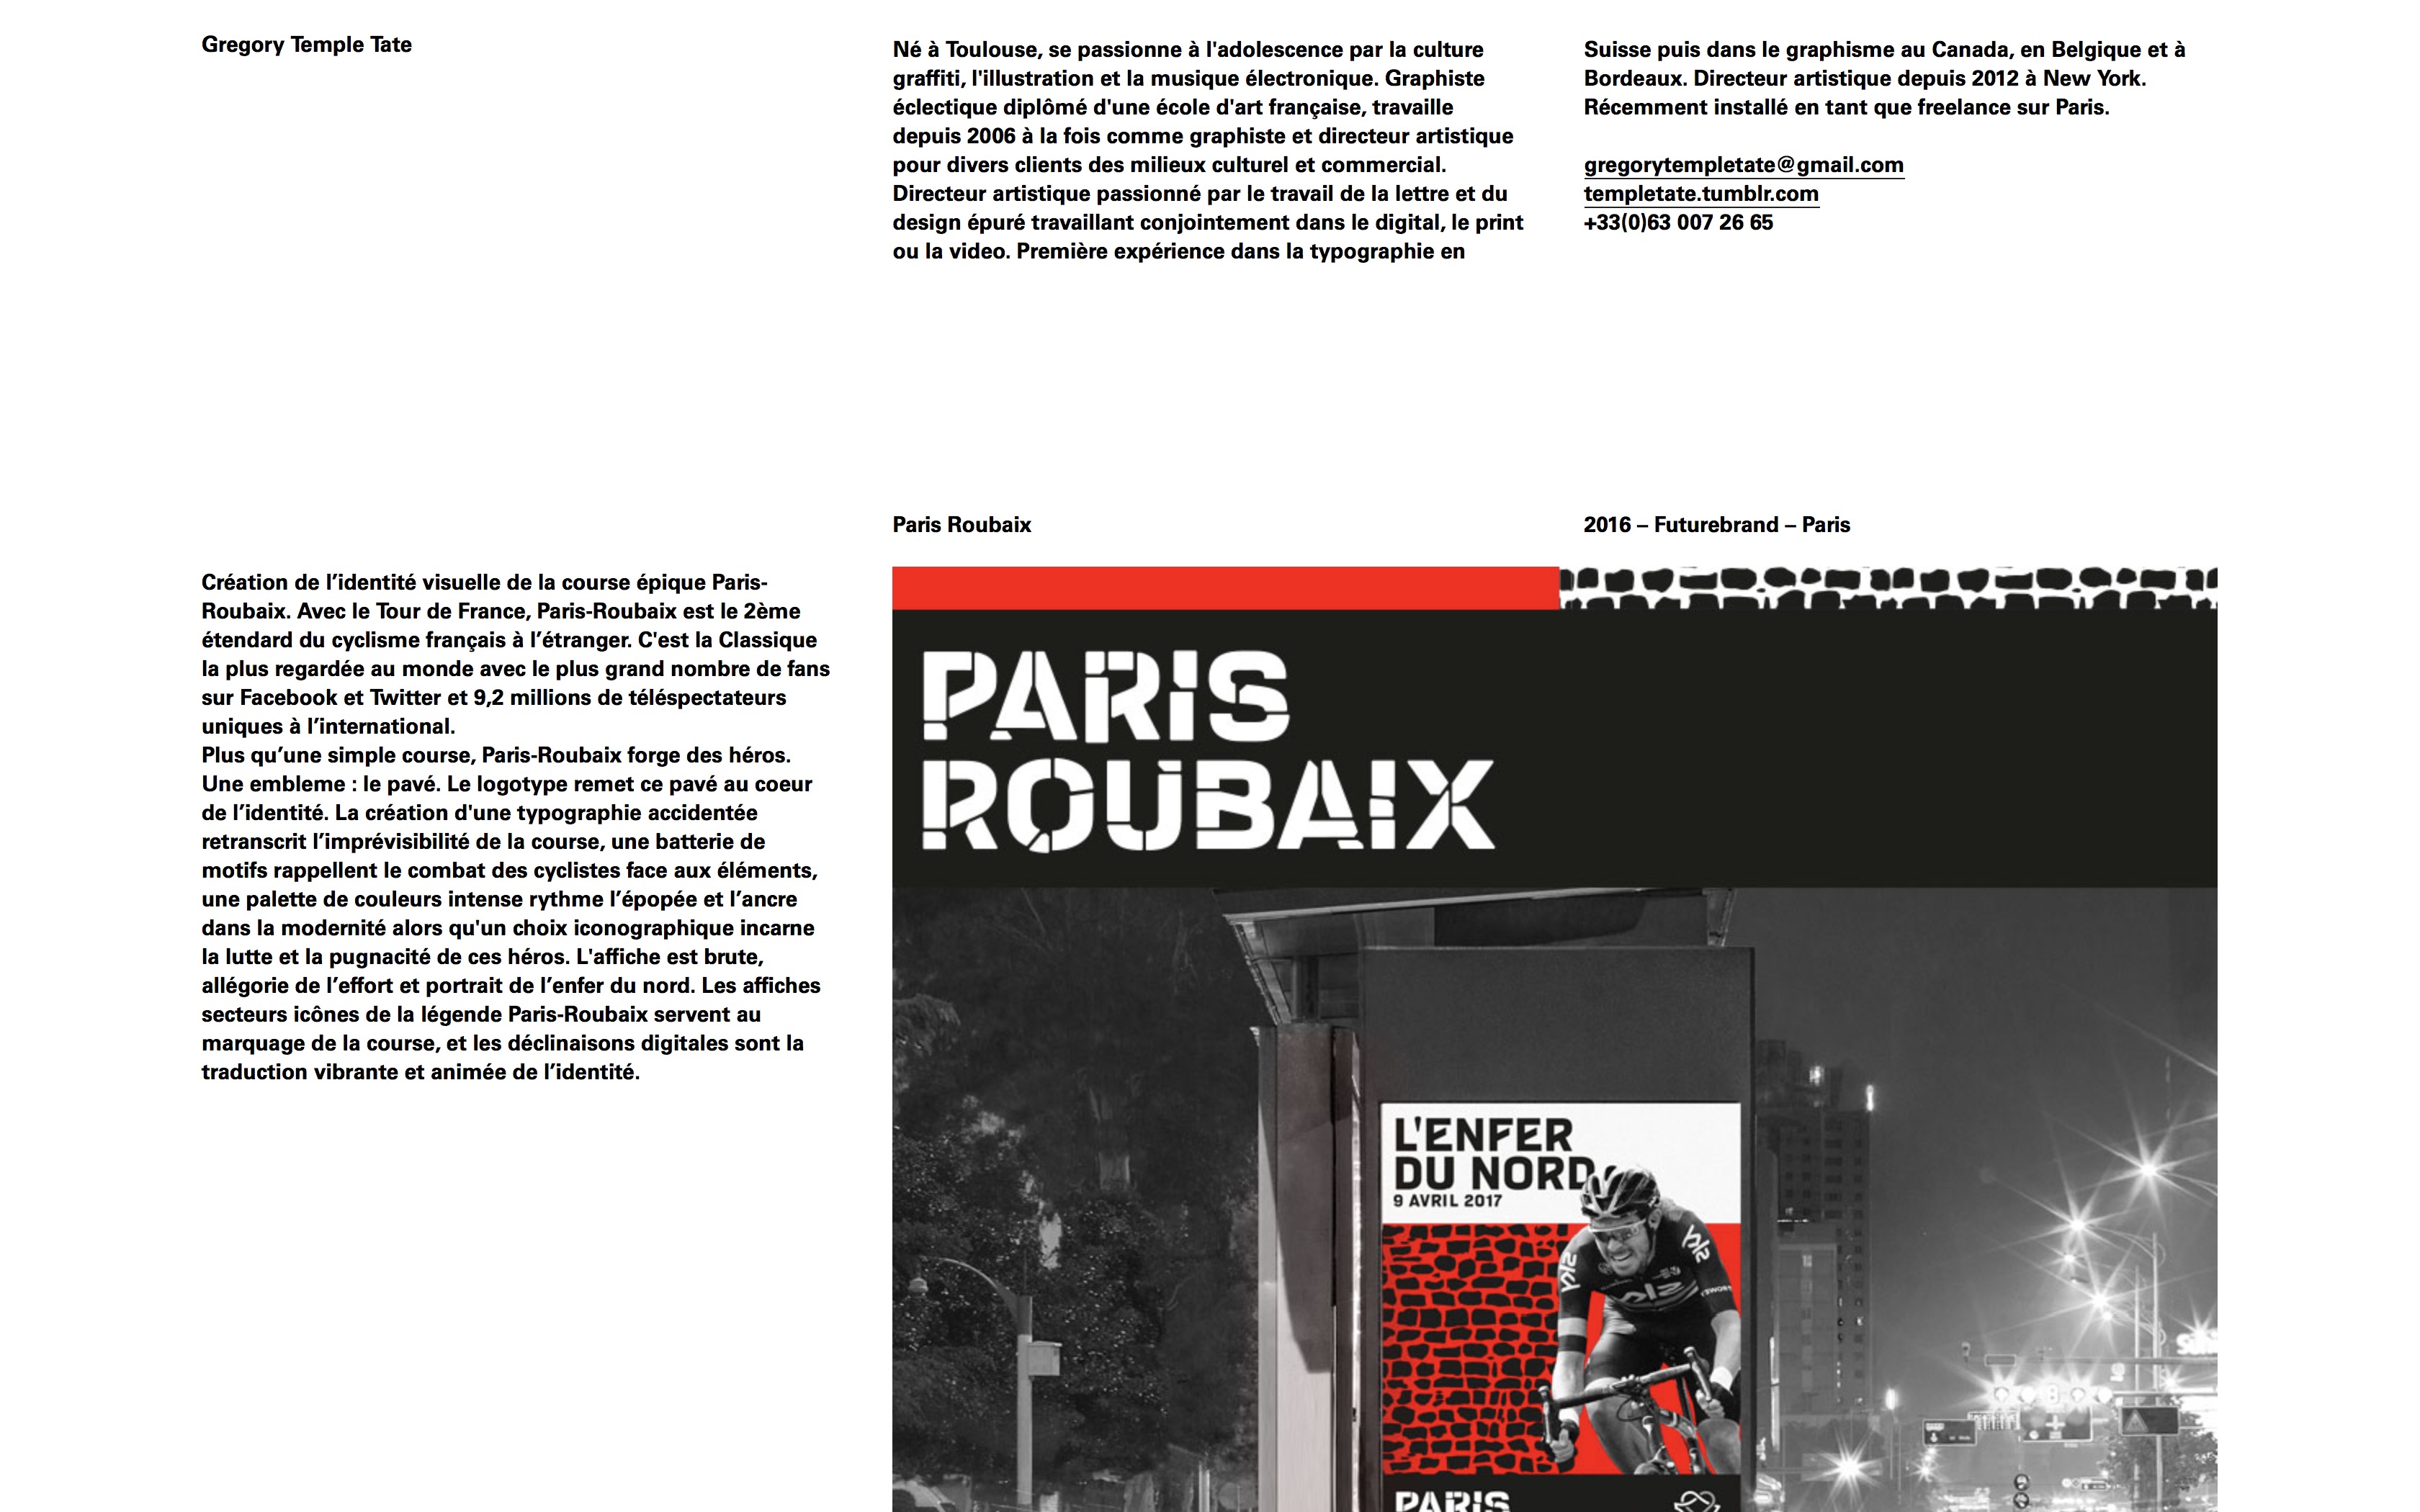 Gregory Temple Tate
Né à Toulouse, se passionne à l'adolescence par la culture
graffiti, l'illustration et la musique électronique. Graphiste
éclectique diplômé d'une école d'art française, travaille
depuis 2006 à la fois comme graphiste et directeur artistique
pour divers clients des milieux culturel et commercial.
Directeur artistique passionné par le travail de la lettre et du
design épuré travaillant conjointement dans le digital, le print
ou la video. Première expérience dans la typographie en
Suisse puis dans le graphisme au Canada, en Belgique et à
Bordeaux. Directeur artistique depuis 2012 à New York.
Récemment installé en tant que freelance sur Paris.
gregorytempletate@gmail.com
templetate.tumblr.com
+33(0)63 007 26 65
Paris Roubaix
2016 – Futurebrand – Paris
Création de l’identité visuelle de la course épique Paris-
Roubaix. Avec le Tour de France, Paris-Roubaix est le 2ème
étendard du cyclisme français à l’étranger. C'est la Classique
la plus regardée au monde avec le plus grand nombre de fans
sur Facebook et Twitter et 9,2 millions de téléspectateurs
uniques à l’international.
Plus qu’une simple course, Paris-Roubaix forge des héros.
Une embleme : le pavé. Le logotype remet ce pavé au coeur
de l’identité. La création d'une typographie accidentée
retranscrit l’imprévisibilité de la course, une batterie de
motifs rappellent le combat des cyclistes face aux éléments,
une palette de couleurs intense rythme l’épopée et l’ancre
dans la modernité alors qu'un choix iconographique incarne
la lutte et la pugnacité de ces héros. L'affiche est brute,
allégorie de l’effort et portrait de l’enfer du nord. Les affiches
secteurs icônes de la légende Paris-Roubaix servent au
marquage de la course, et les déclinaisons digitales sont la
traduction vibrante et animée de l’identité.
PARIS
ROUBAIX
L'ENFER
DU NORD
9 AVRIL 2017
sky
sky
sky
PARIS